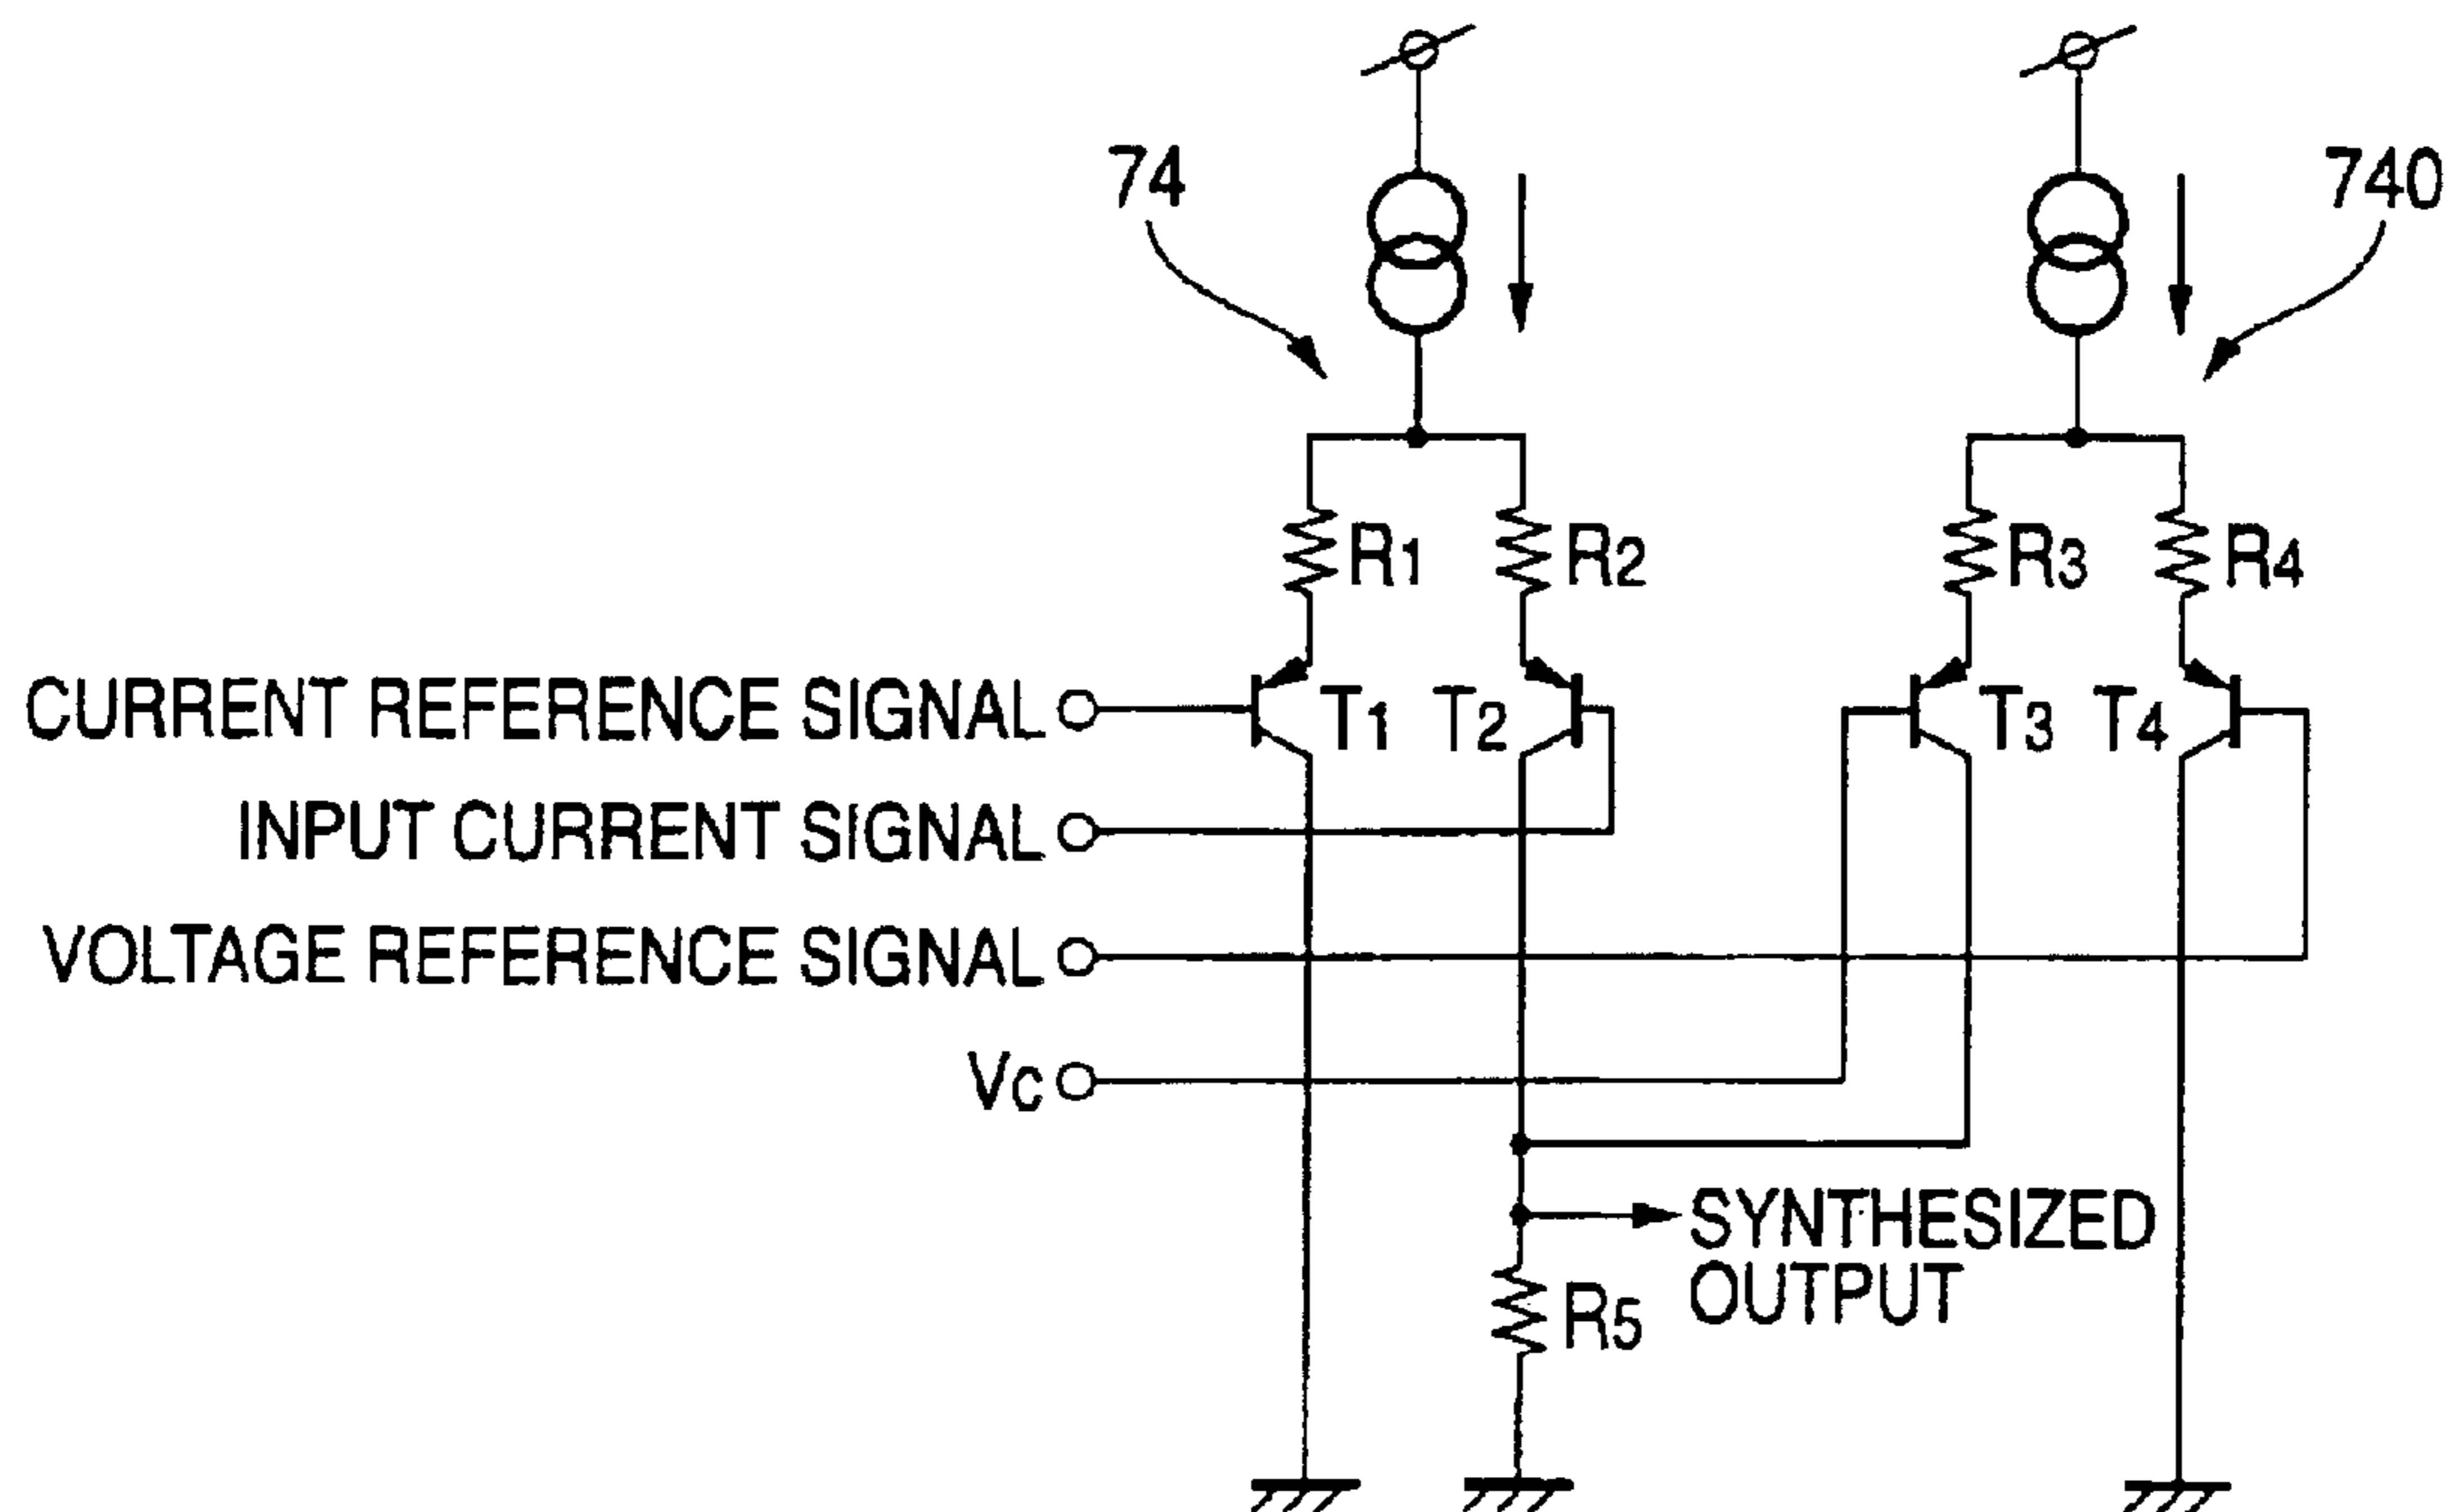 74
740
R1
R2
R3
R4
CURRENT REFERENCE SIGNAL
T1
T2
T3
T4
INPUT CURRENT SIGNAL
VOLTAGE REFERENCE SIGNAL
Vc
SYNTHESIZED
OUTPUT
R5